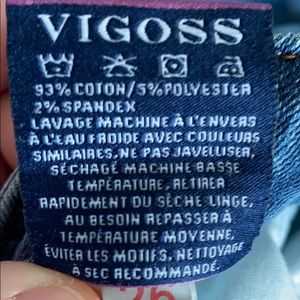 VIGOSS
93% COTTON/5% POLYESTER
2% SPANDEX
LAVAGE MACHINE À L'ENVERS
À L'EAU FROIDE AVEC COULEURS
SIMILAIRES, NE PAS JAVELLISER,
SÉCHAGE MACHINE BASSE
TEMPÉRATURE, RETIRER
RAPIDEMENT DU SÈCHE LINGE,
AU BESOIN REPASSER À
TEMPÉRATURE MOYENNE,
ÉVITER LES MOTIFS, NETTOYAGE
À SEC RECOMMANDÉ.